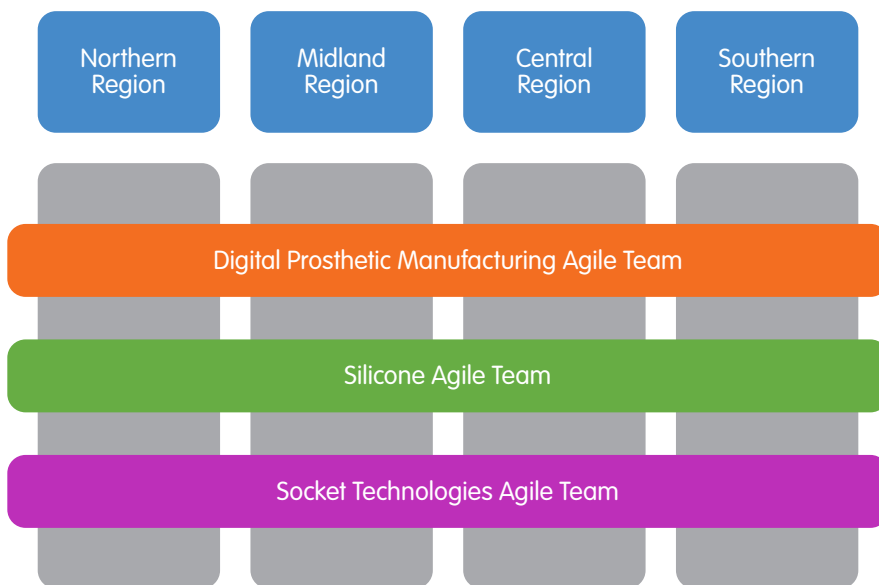 Northern
Region
Midland
Region
Central
Region
Southern
Region
Digital Prosthetic Manufacturing Agile Team
Silicone Agile Team
Socket Technologies Agile Team